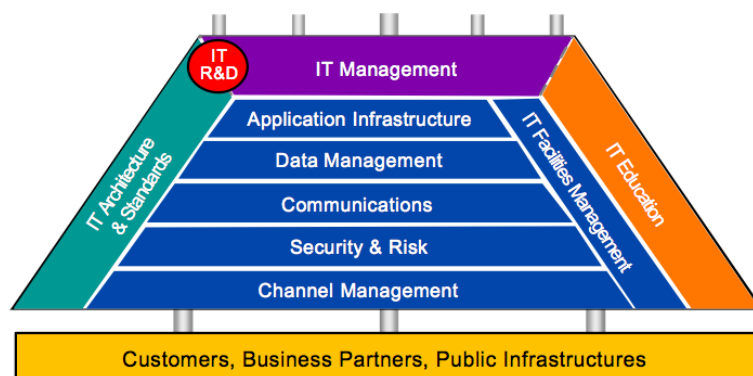 IT
R&D
IT Management
IT Architecture
& Standards
Application Infrastructure
Data Management
Communications
Security & Risk
Channel Management
IT Facilities Management
IT Education
Customers, Business Partners, Public Infrastructures